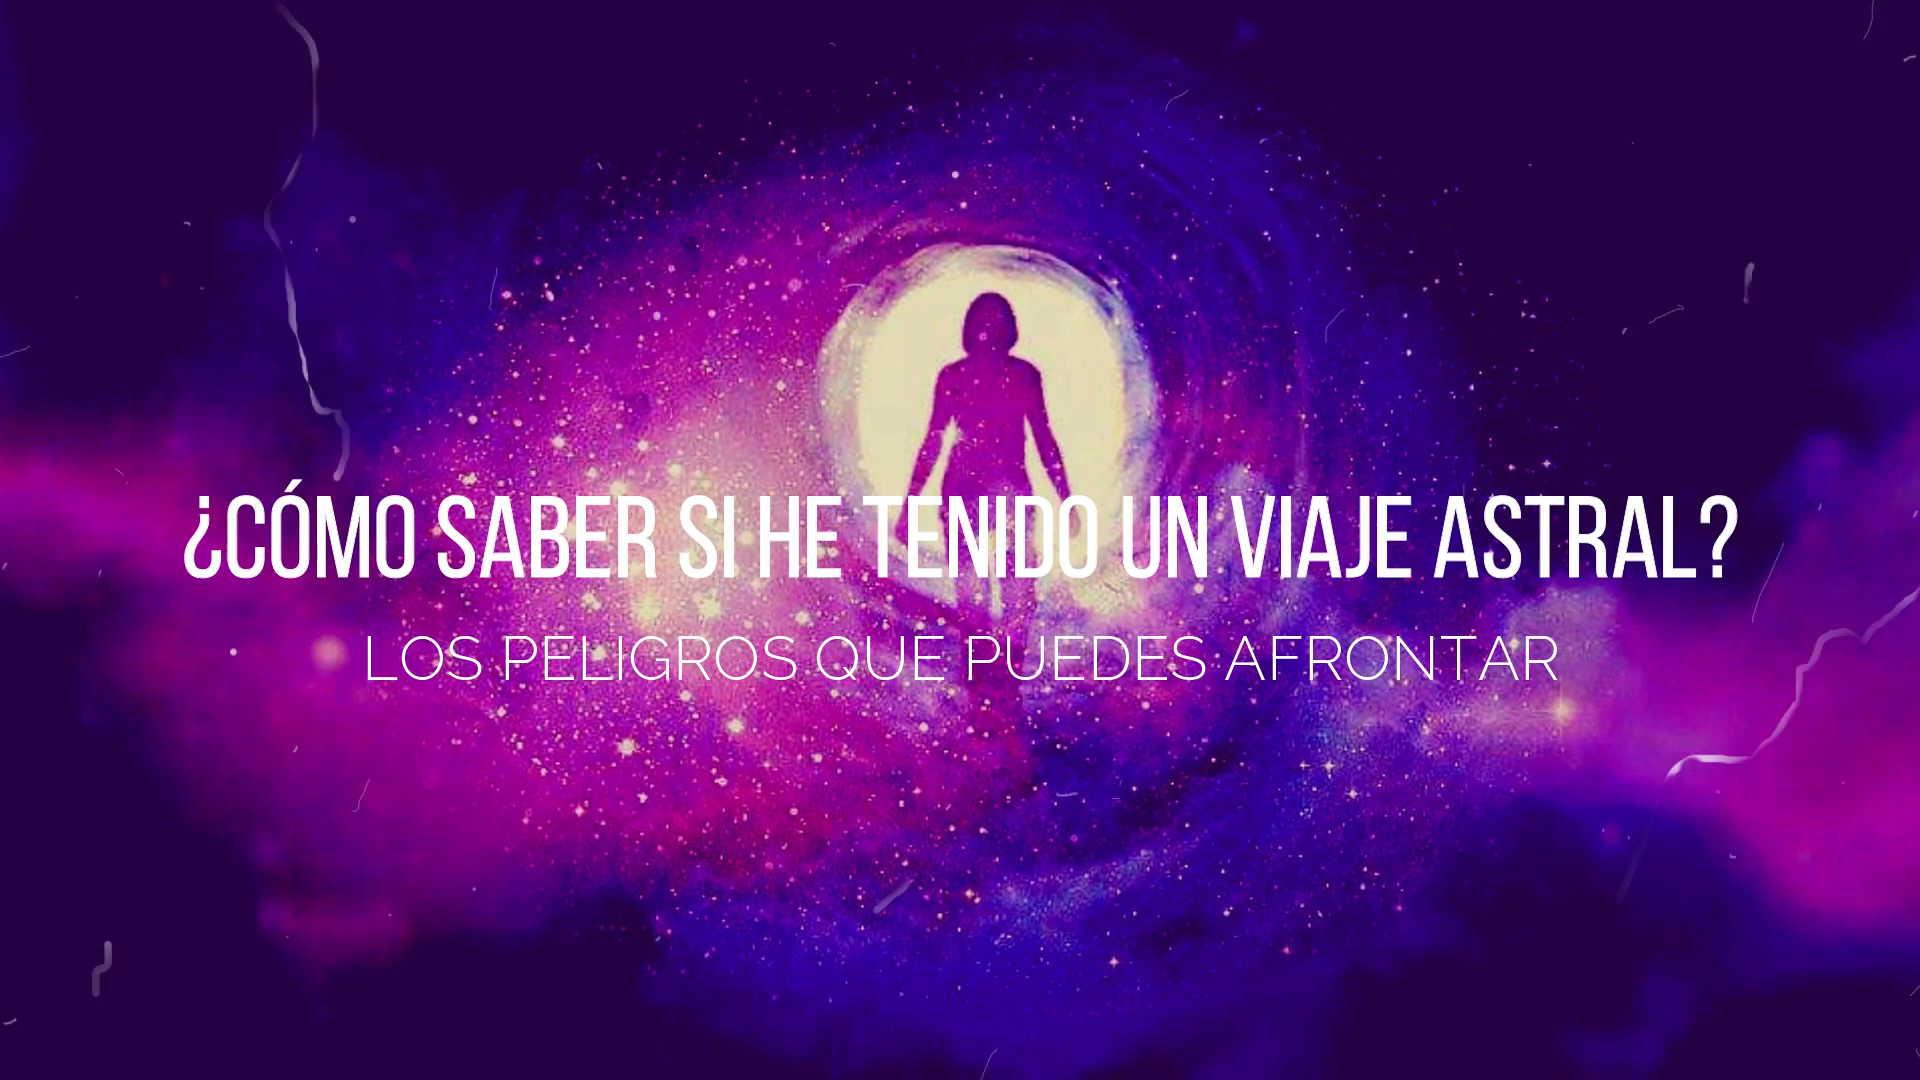 ¿CÓMO SABER SI HE TENIDO UN VIAJE ASTRAL?
LOS PELIGROS QUE PUEDES AFRONTAR